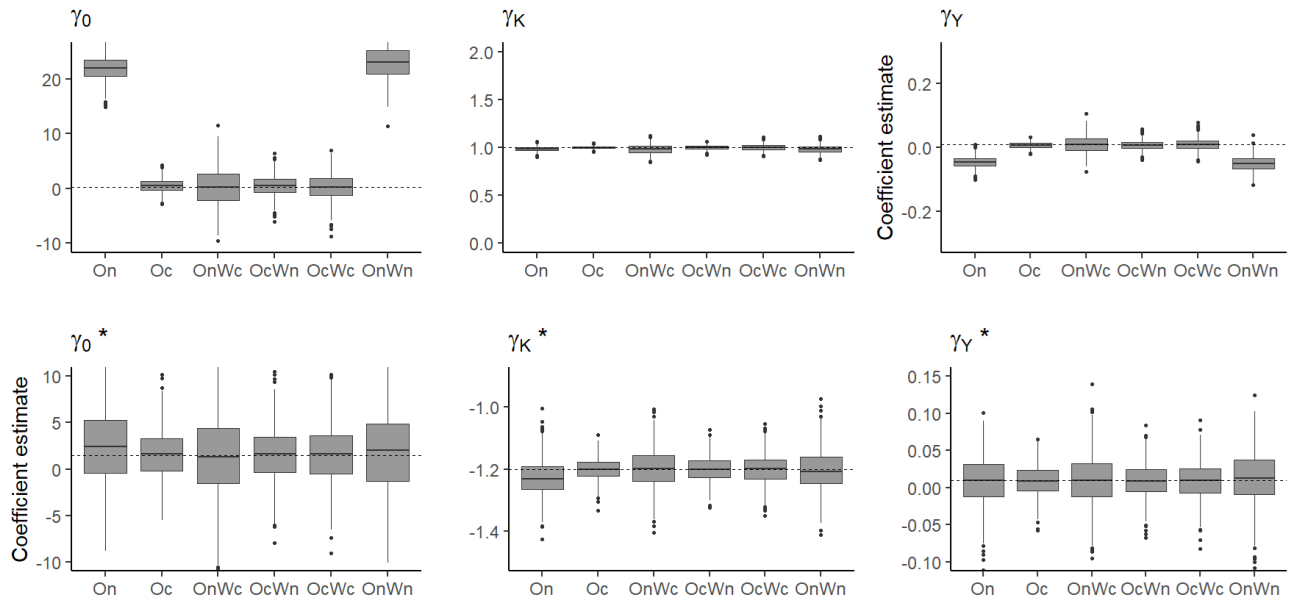 γ0
20
10
0
-10
On Oc OnWc OcWn OcWc OnWn
γK
2.0
1.5
1.0
0.5
0.0
On Oc OnWc OcWn OcWc OnWn
γY
Coefficient estimate
0.2
0.0
-0.2
On Oc OnWc OcWn OcWc OnWn
γ0 *
Coefficient estimate
10
5
0
-5
-10
On Oc OnWc OcWn OcWc OnWn
γK *
-1.0
-1.2
-1.4
On Oc OnWc OcWn OcWc OnWn
γY *
0.15
0.10
0.05
0.00
-0.05
-0.10
On Oc OnWc OcWn OcWc OnWn